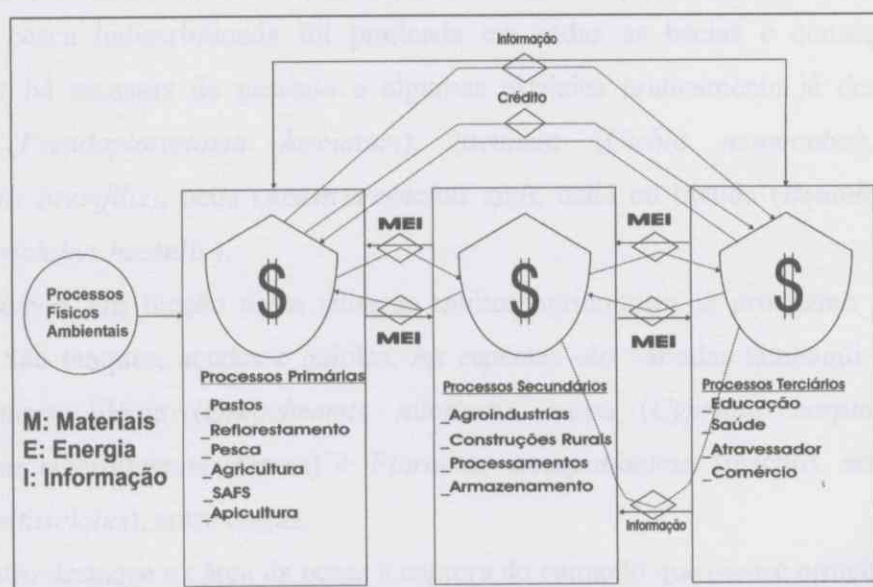 Informação
Crédito
MEI
MEI
MEI
MEI
$
$
$
Processos
Físicos
Ambientais
M: Materiais
E: Energia
I: Informação
Processos Primárias
_Pastos
_Reflorestamento
_Pesca
_Agricultura
_SAFS
_Apicultura
Processos Secundários
_Agroindustrias
_Construções Rurais
_Processamentos
_Armazenamento
Processos Terciários
_Educação
_Saúde
_Atravessador
_Comércio
Informação